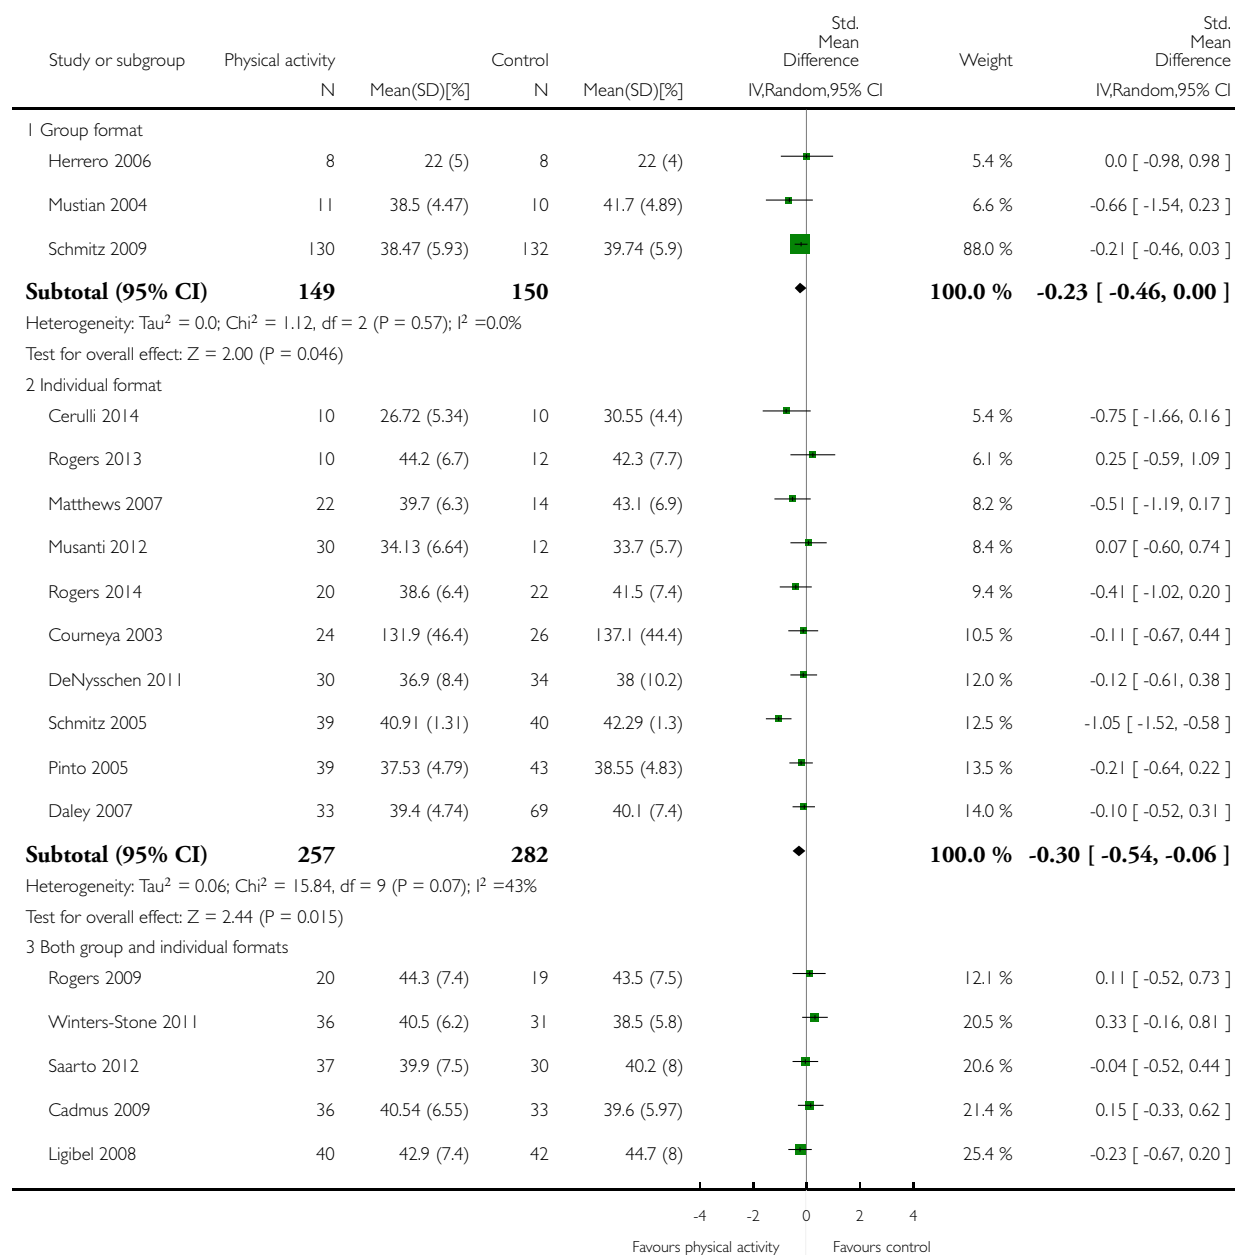 Study or subgroup Physical activity Control Std. Mean Difference Weight Std. Mean Difference
N Mean(SD)[%] N Mean(SD)[%] IV,Random,95% CI IV,Random,95% CI
1 Group format
Herrero 2006 8 22 (5) 8 22 (4) 5.4 % 0.0 [ -0.98, 0.98 ]
Mustian 2004 11 38.5 (4.47) 10 41.7 (4.89) 6.6 % -0.66 [ -1.54, 0.23 ]
Schmitz 2009 130 38.47 (5.93) 132 39.74 (5.9) 88.0 % -0.21 [ -0.46, 0.03 ]
Subtotal (95% CI) 149 150 100.0 % -0.23 [ -0.46, 0.00 ]
Heterogeneity: Tau² = 0.0; Chi² = 1.12, df = 2 (P = 0.57); I² =0.0%
Test for overall effect: Z = 2.00 (P = 0.046)
2 Individual format
Cerulli 2014 10 26.72 (5.34) 10 30.55 (4.4) 5.4 % -0.75 [ -1.66, 0.16 ]
Rogers 2013 10 44.2 (6.7) 12 42.3 (7.7) 6.1 % 0.25 [ -0.59, 1.09 ]
Matthews 2007 22 39.7 (6.3) 14 43.1 (6.9) 8.2 % -0.51 [ -1.19, 0.17 ]
Musanti 2012 30 34.13 (6.64) 12 33.7 (5.7) 8.4 % 0.07 [ -0.60, 0.74 ]
Rogers 2014 20 38.6 (6.4) 22 41.5 (7.4) 9.4 % -0.41 [ -1.02, 0.20 ]
Courneya 2003 24 131.9 (46.4) 26 137.1 (44.4) 10.5 % -0.11 [ -0.67, 0.44 ]
DeNysschen 2011 30 36.9 (8.4) 34 38 (10.2) 12.0 % -0.12 [ -0.61, 0.38 ]
Schmitz 2005 39 40.91 (1.31) 40 42.29 (1.3) 12.5 % -1.05 [ -1.52, -0.58 ]
Pinto 2005 39 37.53 (4.79) 43 38.55 (4.83) 13.5 % -0.21 [ -0.64, 0.22 ]
Daley 2007 33 39.4 (4.74) 69 40.1 (7.4) 14.0 % -0.10 [ -0.52, 0.31 ]
Subtotal (95% CI) 257 282 100.0 % -0.30 [ -0.54, -0.06 ]
Heterogeneity: Tau² = 0.06; Chi² = 15.84, df = 9 (P = 0.07); I² =43%
Test for overall effect: Z = 2.44 (P = 0.015)
3 Both group and individual formats
Rogers 2009 20 44.3 (7.4) 19 43.5 (7.5) 12.1 % 0.11 [ -0.52, 0.73 ]
Winters-Stone 2011 36 40.5 (6.2) 31 38.5 (5.8) 20.5 % 0.33 [ -0.16, 0.81 ]
Saarto 2012 37 39.9 (7.5) 30 40.2 (8) 20.6 % -0.04 [ -0.52, 0.44 ]
Cadmus 2009 36 40.54 (6.55) 33 39.6 (5.97) 21.4 % 0.15 [ -0.33, 0.62 ]
Ligibel 2008 40 42.9 (7.4) 42 44.7 (8) 25.4 % -0.23 [ -0.67, 0.20 ]
-4 -2 0 2 4
Favours physical activity Favours control